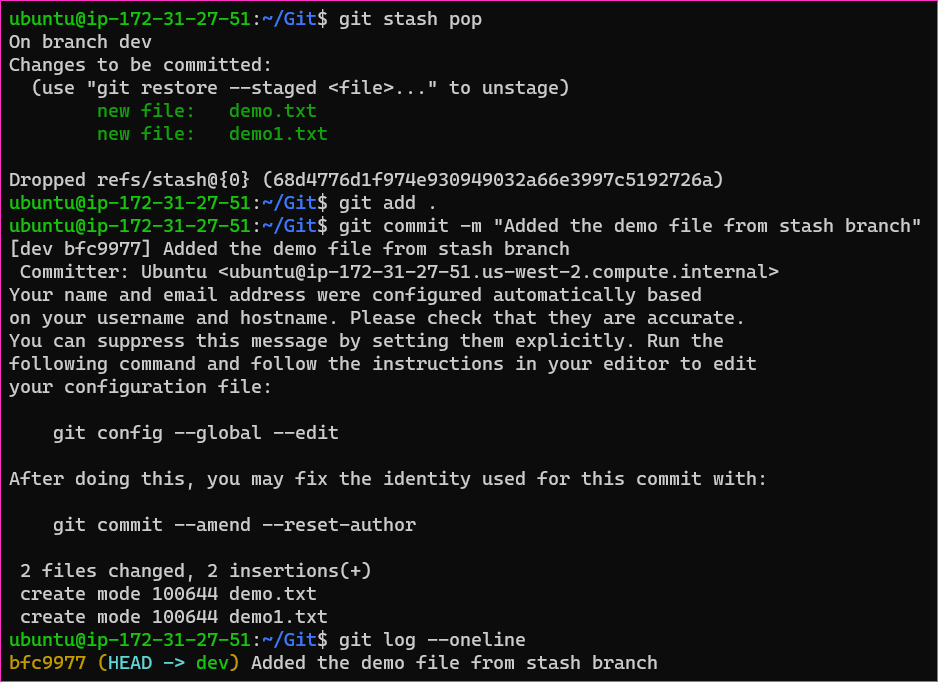 ubuntu@ip-172-31-27-51:~/Git$ git stash pop
On branch dev
Changes to be committed:
  (use "git restore --staged <file>..." to unstage)
        new file:   demo.txt
        new file:   demo1.txt

Dropped refs/stash@{0} (68d4776d1f974e930949032a66e3997c5192726a)
ubuntu@ip-172-31-27-51:~/Git$ git add .
ubuntu@ip-172-31-27-51:~/Git$ git commit -m "Added the demo file from stash branch"
[dev bfc9977] Added the demo file from stash branch
 Committer: Ubuntu <ubuntu@ip-172-31-27-51.us-west-2.compute.internal>
Your name and email address were configured automatically based
on your username and hostname. Please check that they are accurate.
You can suppress this message by setting them explicitly. Run the
following command and follow the instructions in your editor to edit
your configuration file:

    git config --global --edit

After doing this, you may fix the identity used for this commit with:

    git commit --amend --reset-author

 2 files changed, 2 insertions(+)
 create mode 100644 demo.txt
 create mode 100644 demo1.txt
ubuntu@ip-172-31-27-51:~/Git$ git log --oneline
bfc9977 (HEAD -> dev) Added the demo file from stash branch